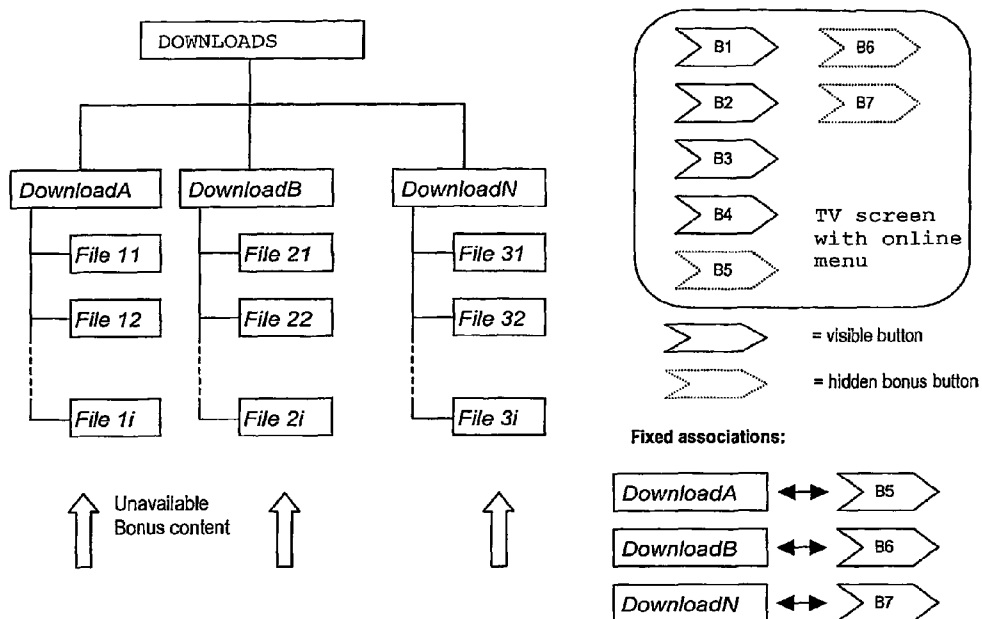 DOWNLOADS
DownloadA
DownloadB
DownloadN
File 11
File 21
File 31
File 12
File 22
File 32
File 1i
File 2i
File 3i
Unavailable
Bonus content
B1
B6
B2
B7
B3
B4
B5
TV screen
with online
menu
= visible button
= hidden bonus button
Fixed associations:
DownloadA
B5
DownloadB
B6
DownloadN
B7